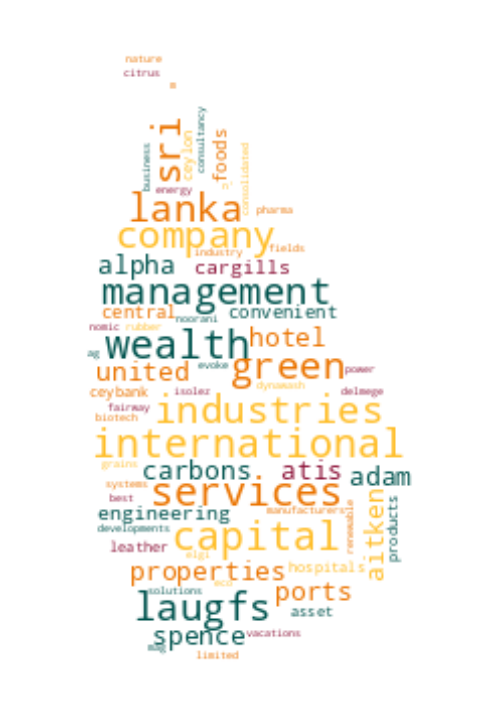 nature
citrus
sri
business
ceylon
consultancy
foods
consolidated
energy
lanka
pharma
company
industry
fields
alpha
cargills
management
central
convenient
noorani
nomic
rubber
wealth
hotel
ag
evoke
green
power
united
dynawash
ceybank
isolez
delmege
fairway
industries
biotech
international
grains
carbons
atis
adam
systems
services
best
manufacturers
renewable
aitken
products
engineering
developments
capital
leather
elgi
hospitals
properties
eco
solutions
ports
laugfs
asset
spence
vacations
limited